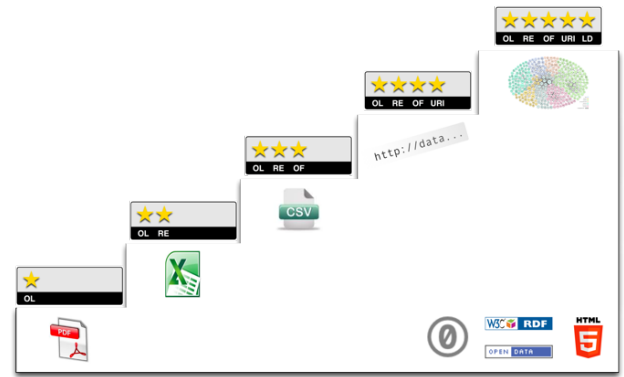 OL RE OF URI LD
OL RE OF URI
http://data...
OL RE OF
CSV
OL RE
OL
PDF
0
W3C RDF
OPEN DATA
HTML
5